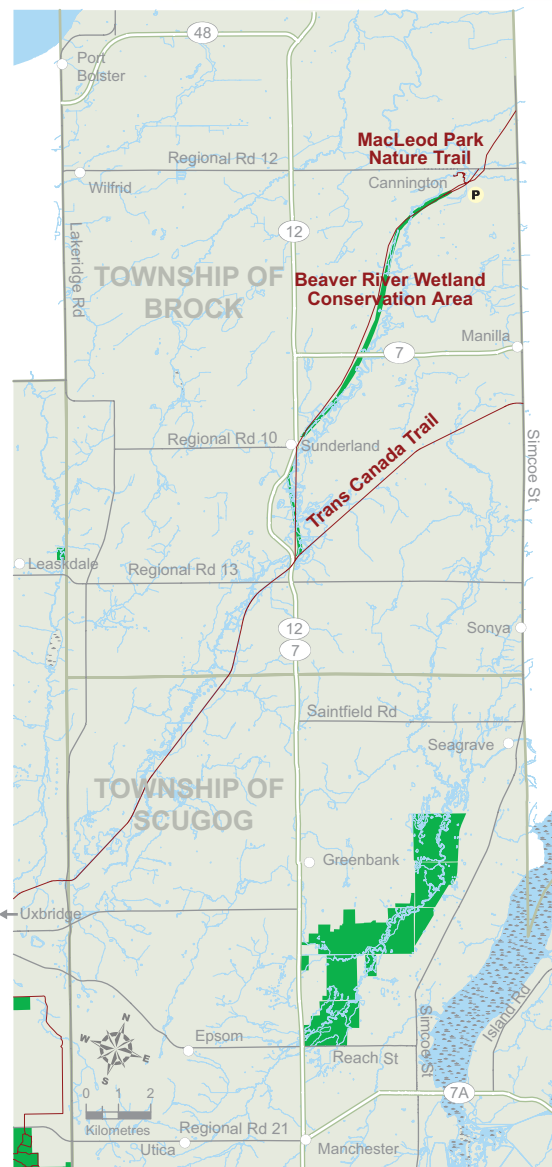 48
Port
Bolster
MacLeod Park
Nature Trail
Regional Rd 12
Cannington
Wilfrid
P
Lakeridge Rd
12
TOWNSHIP OF
BROCK
Beaver River Wetland
Conservation Area
Manilla
7
Regional Rd 10
Sunderland
Trans Canada Trail
Simcoe St
Leaskdale
Regional Rd 13
12
7
Sonya
Saintfield Rd
Seagrave
TOWNSHIP OF
SCUGOG
Greenbank
Uxbridge
Island Rd
Simcoe St
N
W
E
S
Epsom
Reach St
0 1 2
Kilometres
7A
Regional Rd 21
Utica
Manchester